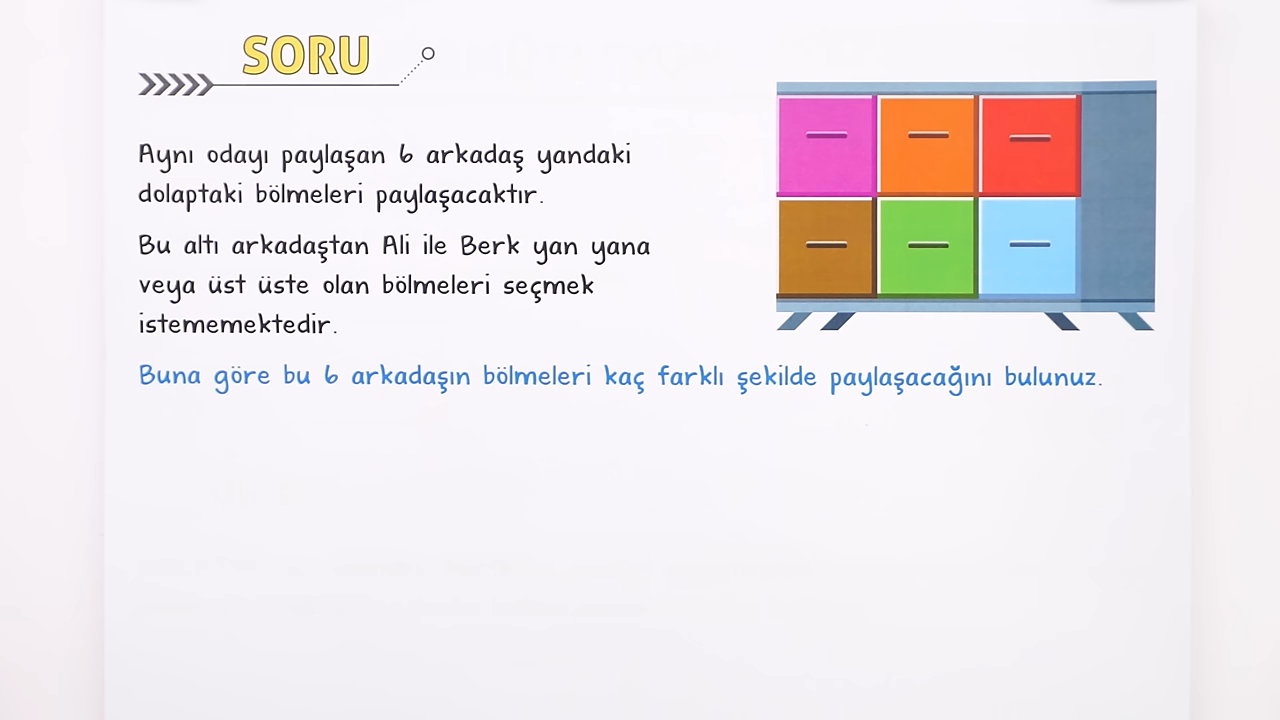 SORU
Aynı odayı paylaşan 6 arkadaş yandaki
dolaptaki bölmeleri paylaşacaktır.
Bu altı arkadaştan Ali ile Berk yan yana
veya üst üste olan bölmeleri seçmek
istememektedir.
Buna göre bu 6 arkadaşın bölmeleri kaç farklı şekilde paylaşacağını bulunuz.